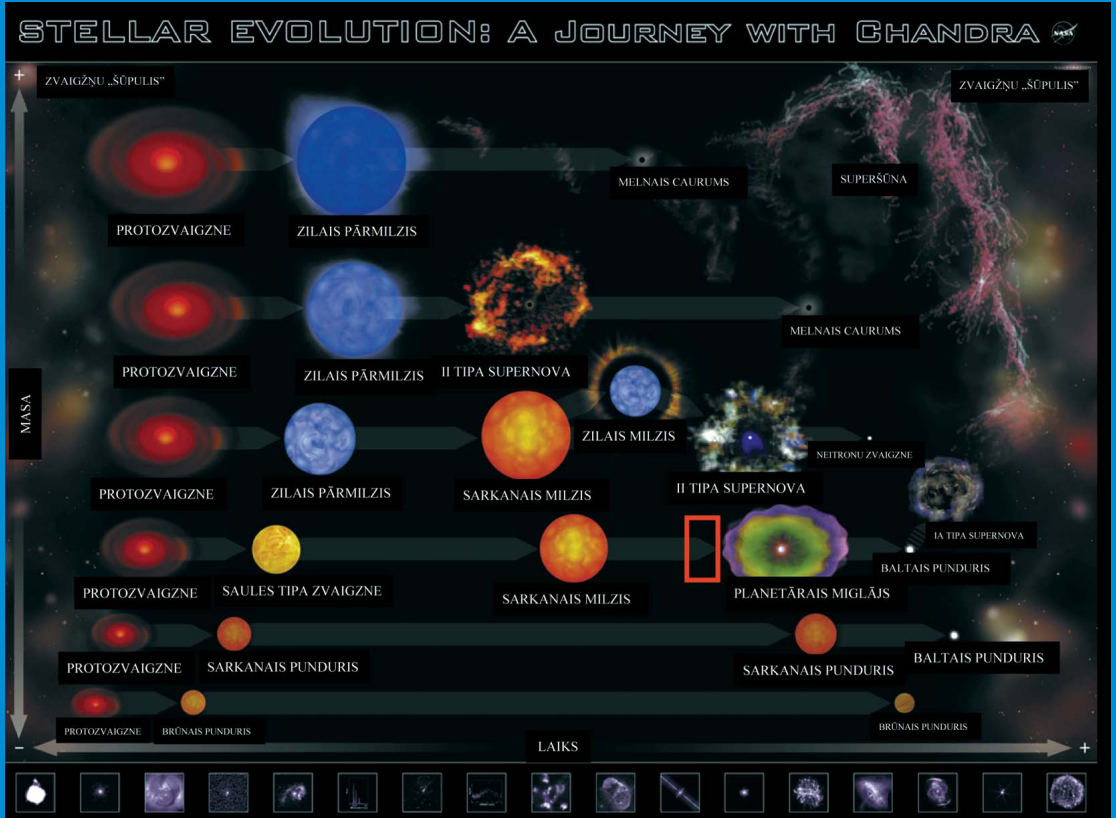 STELLAR EVOLUTION: A JOURNEY WITH CHANDRA
NASA
+
ZVAIGŽŅU „ŠŪPULIS”
ZVAIGŽŅU „ŠŪPULIS”
MELNAIS CAURUMS
SUPERŠŪNA
PROTOZVAIGZNE
ZILAIS PĀRMILZIS
MELNAIS CAURUMS
PROTOZVAIGZNE
ZILAIS PĀRMILZIS
II TIPA SUPERNOVA
MASA
ZILAIS MILZIS
NEITRONU ZVAIGZNE
PROTOZVAIGZNE
ZILAIS PĀRMILZIS
SARKANAIS MILZIS
II TIPA SUPERNOVA
IA TIPA SUPERNOVA
BALTAIS PUNDURIS
PROTOZVAIGZNE
SAULES TIPA ZVAIGZNE
SARKANAIS MILZIS
PLANETĀRAIS MIGLĀJS
PROTOZVAIGZNE
SARKANAIS PUNDURIS
SARKANAIS PUNDURIS
BALTAIS PUNDURIS
PROTOZVAIGZNE
BRŪNAIS PUNDURIS
BRŪNAIS PUNDURIS
–
LAIKS
+